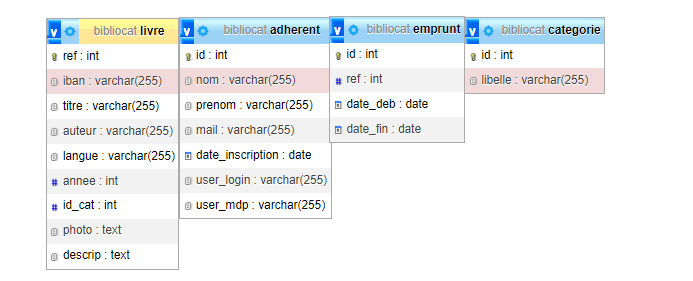 bibliocat livre
ref : int
iban : varchar(255)
titre : varchar(255)
auteur : varchar(255)
langue : varchar(255)
annee : int
id_cat : int
photo : text
descrip : text
bibliocat adherent
id : int
nom : varchar(255)
prenom : varchar(255)
mail : varchar(255)
date_inscription : date
user_login : varchar(255)
user_mdp : varchar(255)
bibliocat emprunt
id : int
ref : int
date_deb : date
date_fin : date
bibliocat categorie
id : int
libelle : varchar(255)